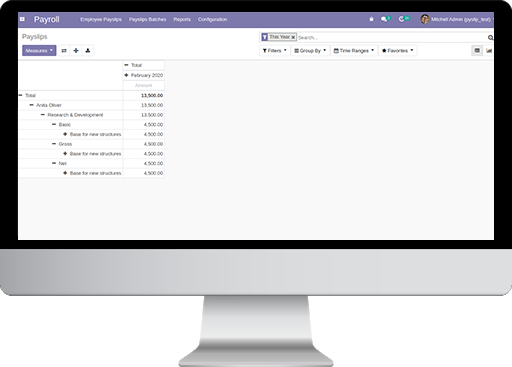 Payroll Employee Payslips Payslips Batches Reports Configuration Mitchell Admin (payslip_test)
Payslips This Year Search...
Measures Filters Group By Time Ranges Favorites
Total
February 2020
Amount
Total 13,500.00
Anita Oliver 13,500.00
Research & Development 13,500.00
Basic 4,500.00
Base for new structures 4,500.00
Gross 4,500.00
Base for new structures 4,500.00
Net 4,500.00
Base for new structures 4,500.00